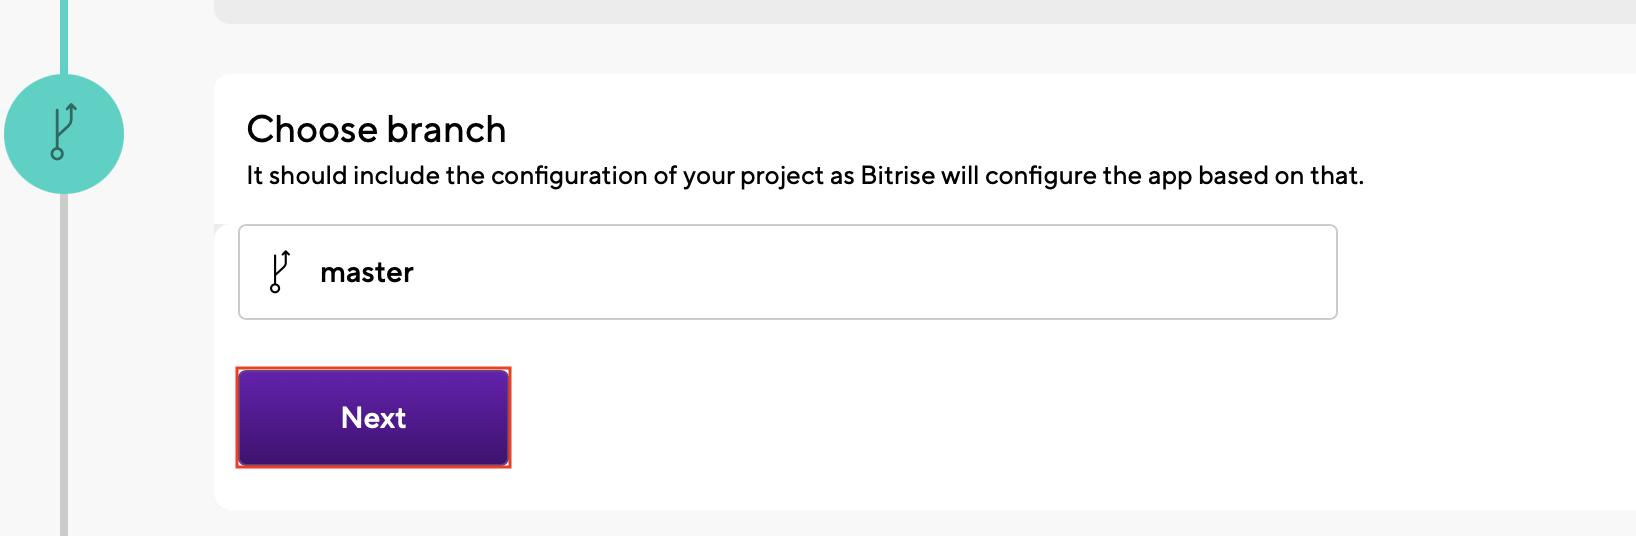 Choose branch
It should include the configuration of your project as Bitrise will configure the app based on that.
master
Next